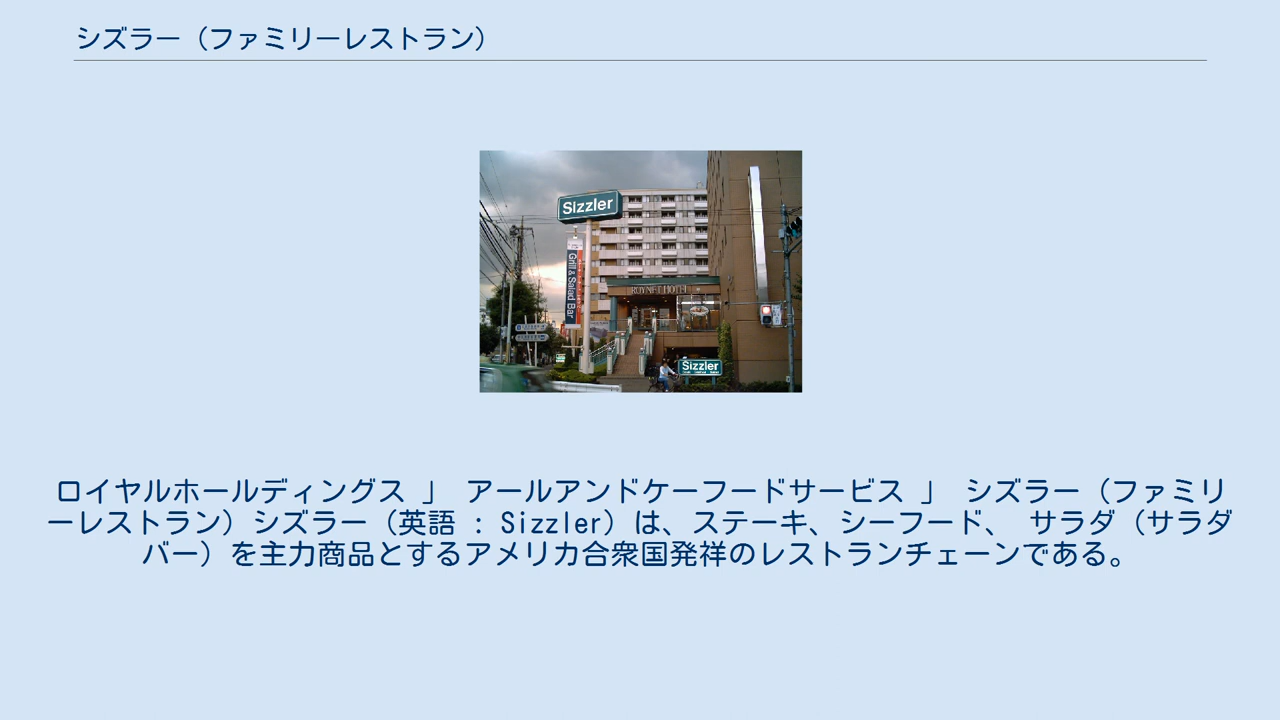 シズラー（ファミリーレストラン）
Sizzler
Grill & Salad Bar
ROYNET HOTEL
Sizzler
ロイヤルホールディングス 」 アールアンドケーフードサービス 」 シズラー（ファミリ
ーレストラン）シズラー（英語 : Sizzler）は、ステーキ、シーフード、 サラダ（サラダ
バー）を主力商品とするアメリカ合衆国発祥のレストランチェーンである。